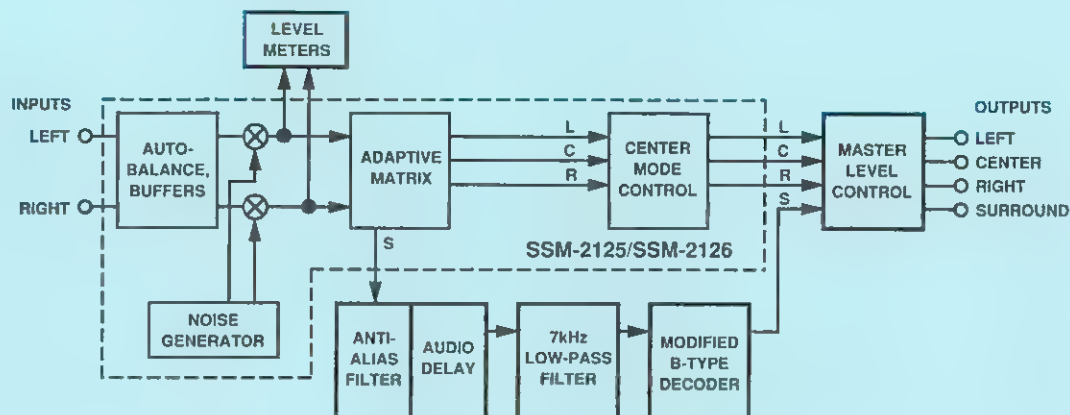 LEVEL
METERS
INPUTS
LEFT
RIGHT
AUTO-
BALANCE,
BUFFERS
ADAPTIVE
MATRIX
L
C
R
S
CENTER
MODE
CONTROL
L
C
R
S
MASTER
LEVEL
CONTROL
OUTPUTS
LEFT
CENTER
RIGHT
SURROUND
SSM-2125/SSM-2126
NOISE
GENERATOR
ANTI-
ALIAS
FILTER
AUDIO
DELAY
7kHz
LOW-PASS
FILTER
MODIFIED
B-TYPE
DECODER